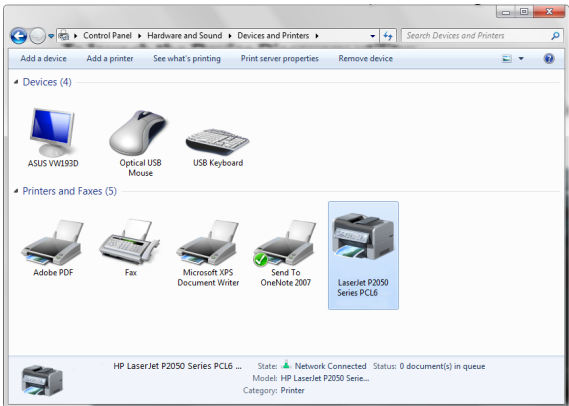 Control Panel ▸ Hardware and Sound ▸ Devices and Printers ▸ Search Devices and Printers
Add a device Add a printer See what's printing Print server properties Remove device
Devices (4)
ASUS VW193D
Optical USB
Mouse
USB Keyboard
Printers and Faxes (5)
Adobe PDF
Fax
Microsoft XPS
Document Writer
Send To
OneNote 2007
LaserJet P2050
Series PCL6
HP LaserJet P2050 Series PCL6 ... State: Network Connected Status: 0 document(s) in queue
Model: HP LaserJet P2050 Serie...
Category: Printer